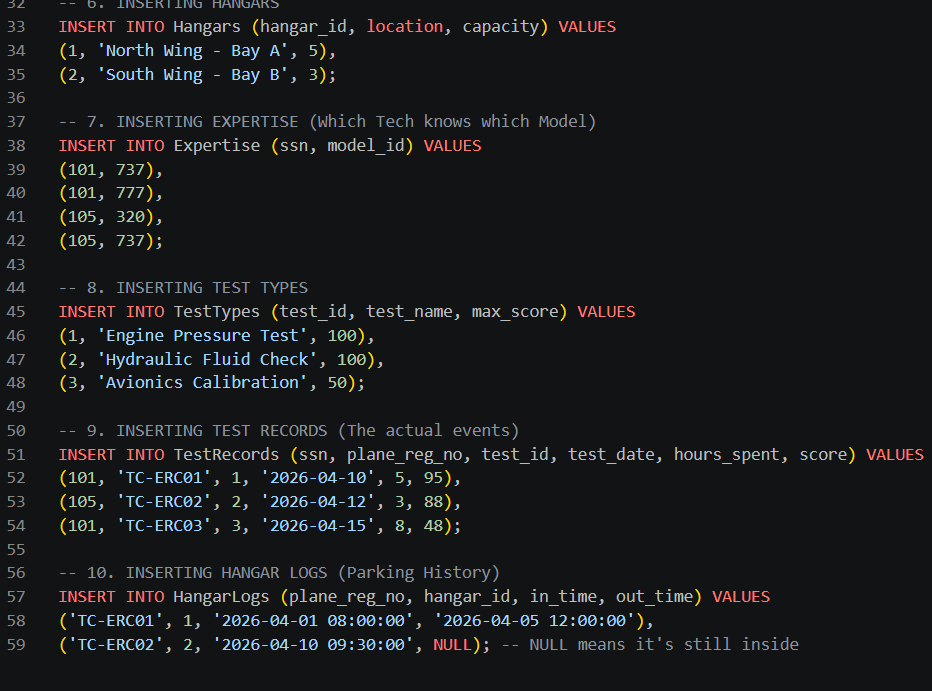 32 -- 6. INSERTING HANGARS
33 INSERT INTO Hangars (hangar_id, location, capacity) VALUES
34 (1, 'North Wing - Bay A', 5),
35 (2, 'South Wing - Bay B', 3);
36
37 -- 7. INSERTING EXPERTISE (Which Tech knows which Model)
38 INSERT INTO Expertise (ssn, model_id) VALUES
39 (101, 737),
40 (101, 777),
41 (105, 320),
42 (105, 737);
43
44 -- 8. INSERTING TEST TYPES
45 INSERT INTO TestTypes (test_id, test_name, max_score) VALUES
46 (1, 'Engine Pressure Test', 100),
47 (2, 'Hydraulic Fluid Check', 100),
48 (3, 'Avionics Calibration', 50);
49
50 -- 9. INSERTING TEST RECORDS (The actual events)
51 INSERT INTO TestRecords (ssn, plane_reg_no, test_id, test_date, hours_spent, score) VALUES
52 (101, 'TC-ERC01', 1, '2026-04-10', 5, 95),
53 (105, 'TC-ERC02', 2, '2026-04-12', 3, 88),
54 (101, 'TC-ERC03', 3, '2026-04-15', 8, 48);
55
56 -- 10. INSERTING HANGAR LOGS (Parking History)
57 INSERT INTO HangarLogs (plane_reg_no, hangar_id, in_time, out_time) VALUES
58 ('TC-ERC01', 1, '2026-04-01 08:00:00', '2026-04-05 12:00:00'),
59 ('TC-ERC02', 2, '2026-04-10 09:30:00', NULL); -- NULL means it's still inside